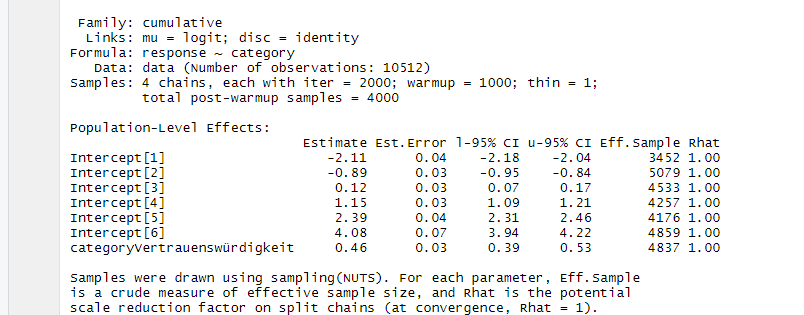 Family: cumulative
Links: mu = logit; disc = identity
Formula: response ~ category
Data: data (Number of observations: 10512)
Samples: 4 chains, each with iter = 2000; warmup = 1000; thin = 1;
total post-warmup samples = 4000
Population-Level Effects:
Estimate Est.Error l-95% CI u-95% CI Eff.Sample Rhat
Intercept[1] -2.11 0.04 -2.18 -2.04 3452 1.00
Intercept[2] -0.89 0.03 -0.95 -0.84 5079 1.00
Intercept[3] 0.12 0.03 0.07 0.17 4533 1.00
Intercept[4] 1.15 0.03 1.09 1.21 4257 1.00
Intercept[5] 2.39 0.04 2.31 2.46 4176 1.00
Intercept[6] 4.08 0.07 3.94 4.22 4859 1.00
categoryVertrauenswürdigkeit 0.46 0.03 0.39 0.53 4837 1.00
Samples were drawn using sampling(NUTS). For each parameter, Eff.Sample
is a crude measure of effective sample size, and Rhat is the potential
scale reduction factor on split chains (at convergence, Rhat = 1).